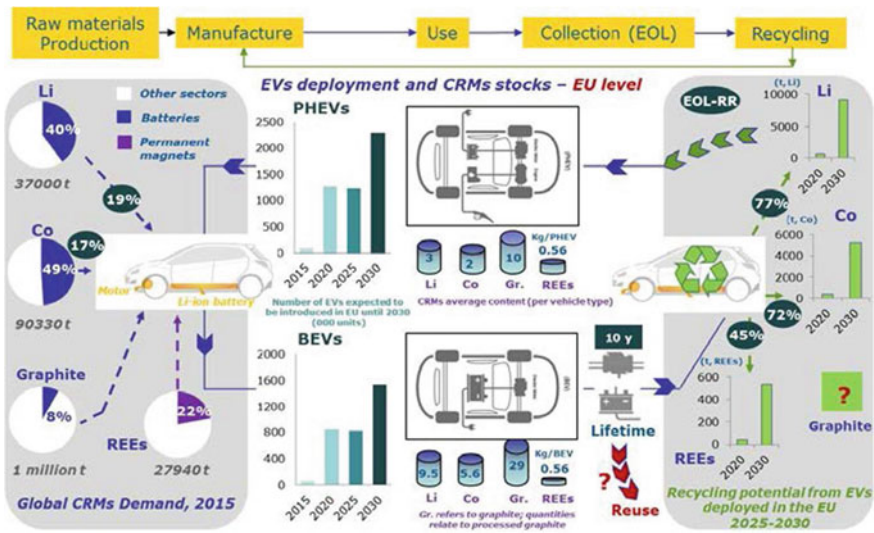 Raw materials
Production
Manufacture
Use
Collection (EOL)
Recycling
EVs deployment and CRMs stocks – EU level
Li
40%
37000 t
19%
Other sectors
Batteries
Permanent
magnets
Co
17%
49%
90330 t
Motor
Li-ion battery
Graphite
8%
1 million t
REEs
22%
27940 t
Global CRMs Demand, 2015
PHEVs
2500
2000
1500
1000
500
0
2015
2020
2025
2030
Number of EVs expected to
be introduced in EU until 2030
(000 units)
BEVs
2000
1600
1200
800
400
0
2015
2020
2025
2030
(PHEV)
Kg/PHEV
3
2
10
0.56
Li
Co
Gr.
REEs
CRMs average content (per vehicle type)
(BEV)
Kg/BEV
9.5
5.6
29
0.56
Li
Co
Gr.
REEs
Gr. refers to graphite; quantities
relate to processed graphite
10 y
Lifetime
?
Reuse
EOL-RR
(t, Li)
Li
10000
5000
0
2020
2030
77%
(t, Co)
Co
6000
4000
2000
0
2020
2030
72%
45%
(t, REEs)
600
400
200
0
2020
2030
REEs
?
Graphite
Recycling potential from EVs
deployed in the EU
2025-2030